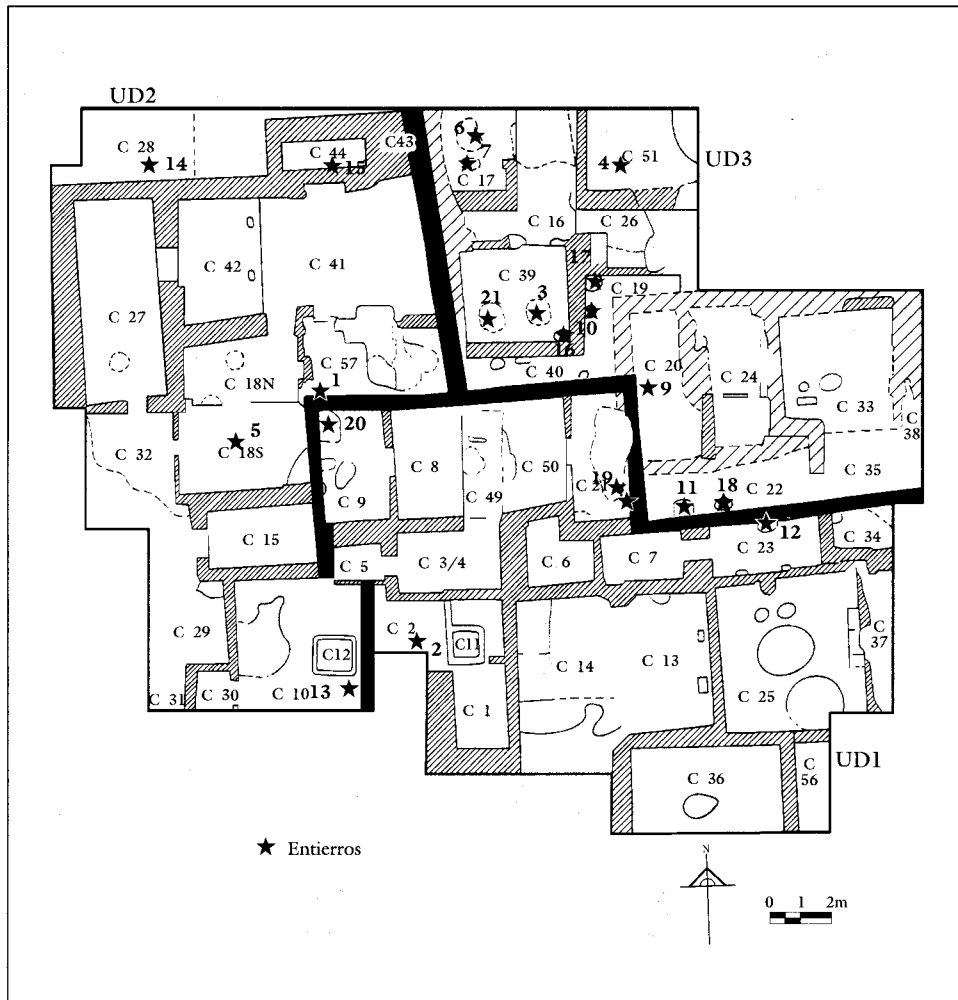 UD2
C 28
14
C 44
15
C43
6
7
C 17
4
C 51
UD3
C 16
C 26
17
C 42
C 41
C 39
C 19
21
3
10
16
C 27
C 57
C 40
C 20
C 24
C 18N
1
9
C 33
C 38
20
5
C 32
C 18S
C 8
C 50
C 35
19
C 21
11
18
C 22
C 9
C 49
12
C 15
C 5
C 3/4
C 6
C 7
C 23
C 34
C 29
C 2
2
C11
C 37
C12
C 14
C 13
C 31
C 30
C 10
13
C 1
C 25
C 56
UD1
C 36
Entierros
N
0 1 2m